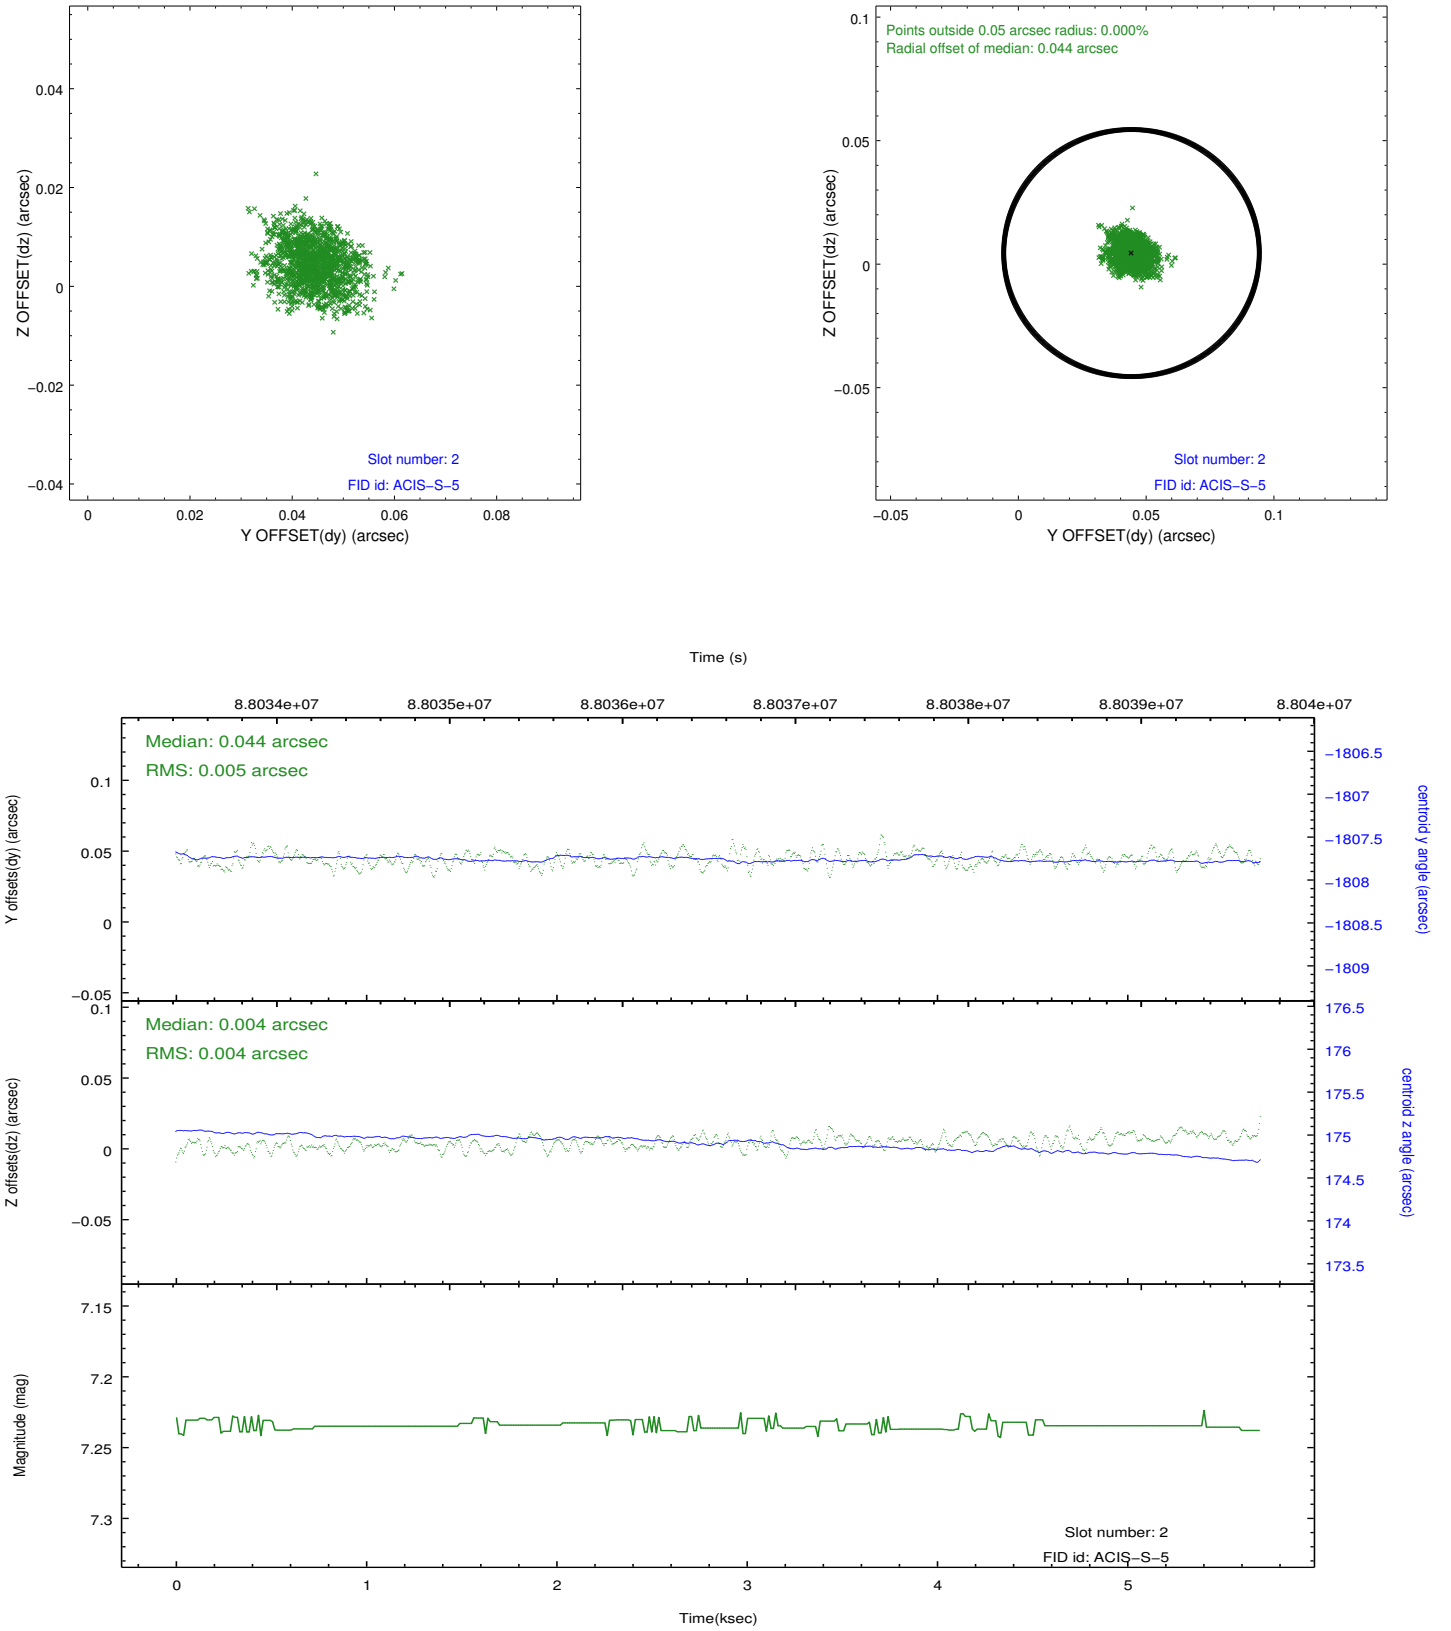 0.04
0.02
0
−0.02
−0.04
Z OFFSET(dz) (arcsec)
Slot number: 2
FID id: ACIS−S−5
0 0.02 0.04 0.06 0.08
Y OFFSET(dy) (arcsec)
Points outside 0.05 arcsec radius: 0.000%
Radial offset of median: 0.044 arcsec
0.1
0.05
0
−0.05
Z OFFSET(dz) (arcsec)
Slot number: 2
FID id: ACIS−S−5
−0.05 0 0.05 0.1
Y OFFSET(dy) (arcsec)
Time (s)
8.8034e+07 8.8035e+07 8.8036e+07 8.8037e+07 8.8038e+07 8.8039e+07 8.804e+07
Median: 0.044 arcsec
RMS: 0.005 arcsec
0.1
0.05
0
−0.05
Y offsets(dy) (arcsec)
−1806.5
−1807
−1807.5
−1808
−1808.5
−1809
centroid y angle (arcsec)
Median: 0.004 arcsec
RMS: 0.004 arcsec
0.1
0.05
0
−0.05
Z offsets(dz) (arcsec)
176.5
176
175.5
175
174.5
174
173.5
centroid z angle (arcsec)
7.15
7.2
7.25
7.3
Magnitude (mag)
Slot number: 2
FID id: ACIS−S−5
0 1 2 3 4 5
Time(ksec)